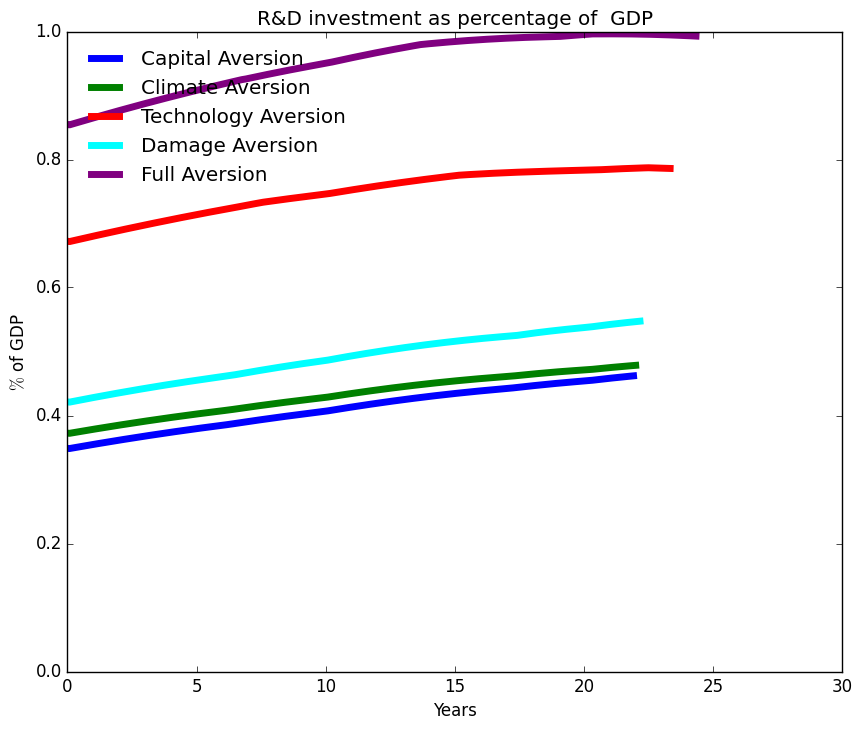 R&D investment as percentage of  GDP
1.0
0.8
0.6
0.4
0.2
0.0
% of GDP
Capital Aversion
Climate Aversion
Technology Aversion
Damage Aversion
Full Aversion
0 5 10 15 20 25 30
Years